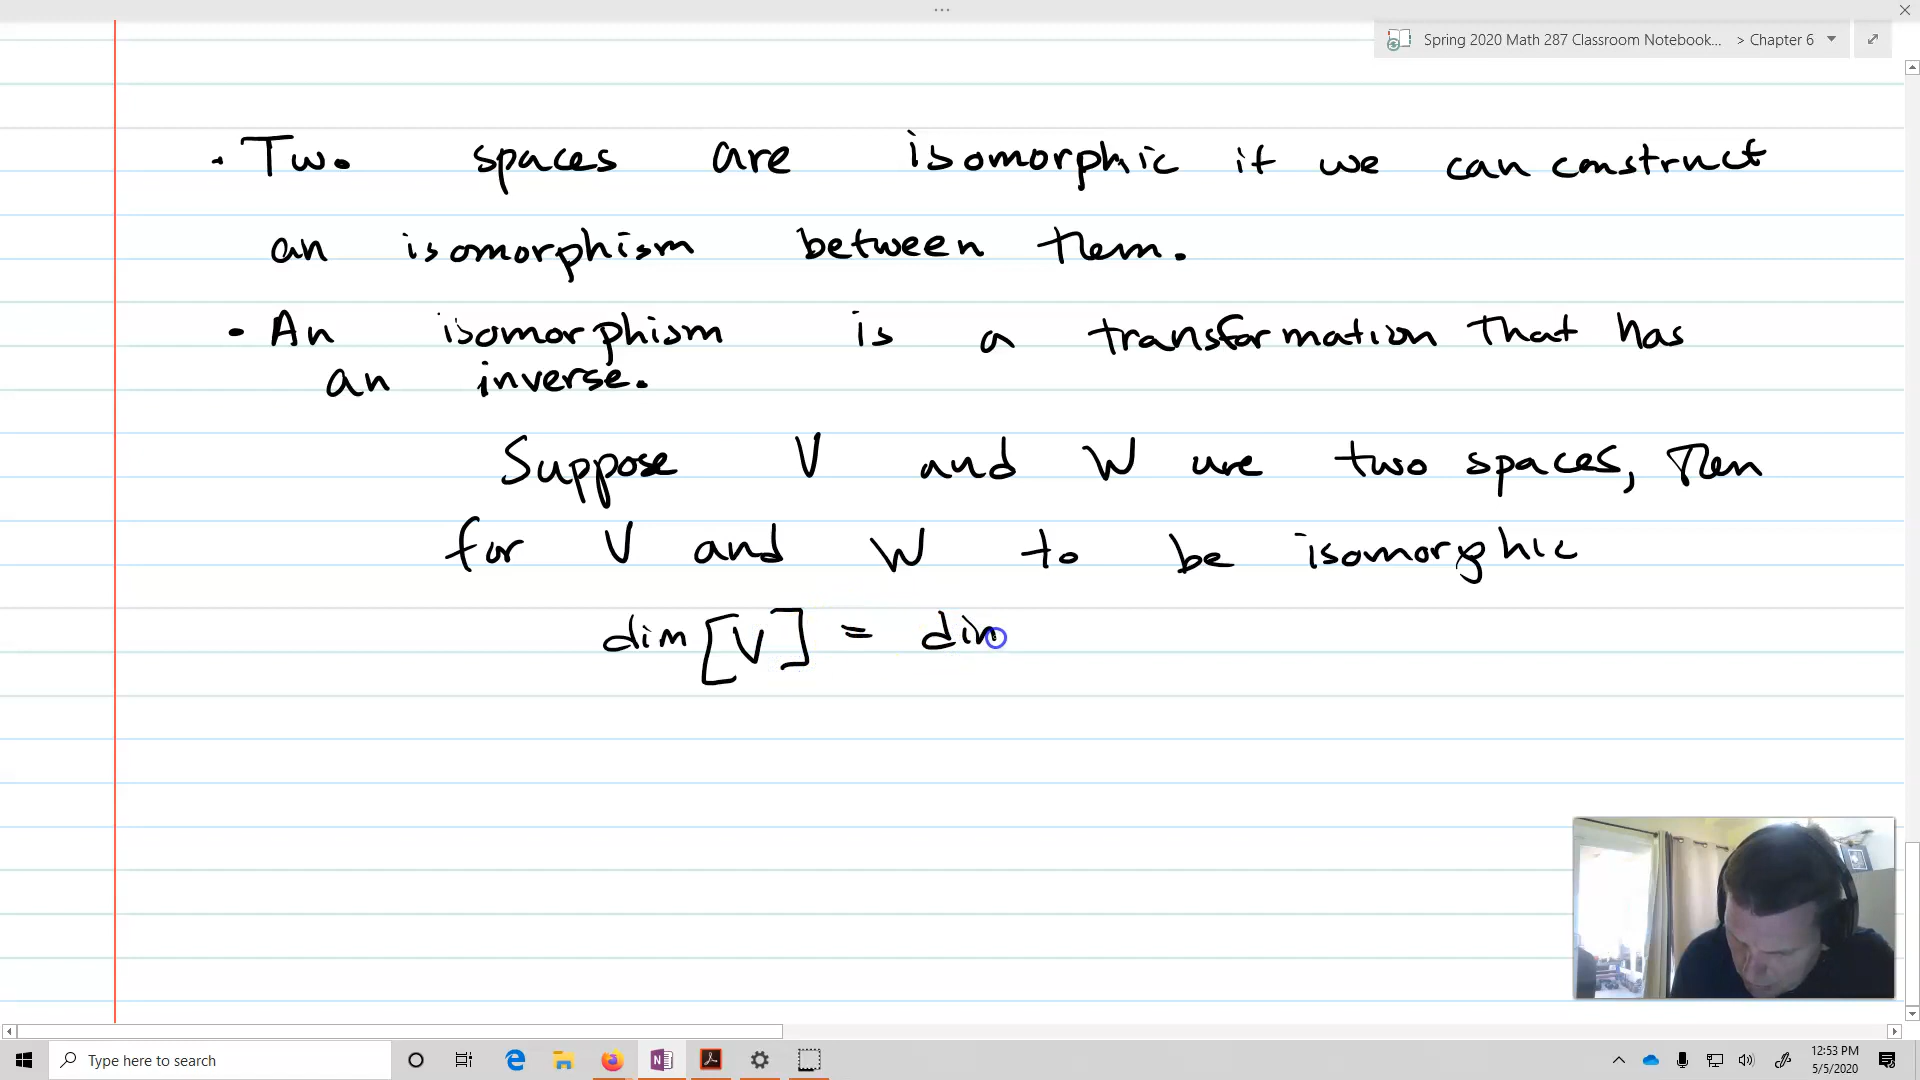 ...
Spring 2020 Math 287 Classroom Notebook... > Chapter 6
• Two spaces are isomorphic if we can construct
an isomorphism between them.
• An isomorphism is a transformation that has
an inverse.
Suppose V and W are two spaces, then
for V and W to be isomorphic
dim [V] = dim
Type here to search
12:53 PM
5/5/2020